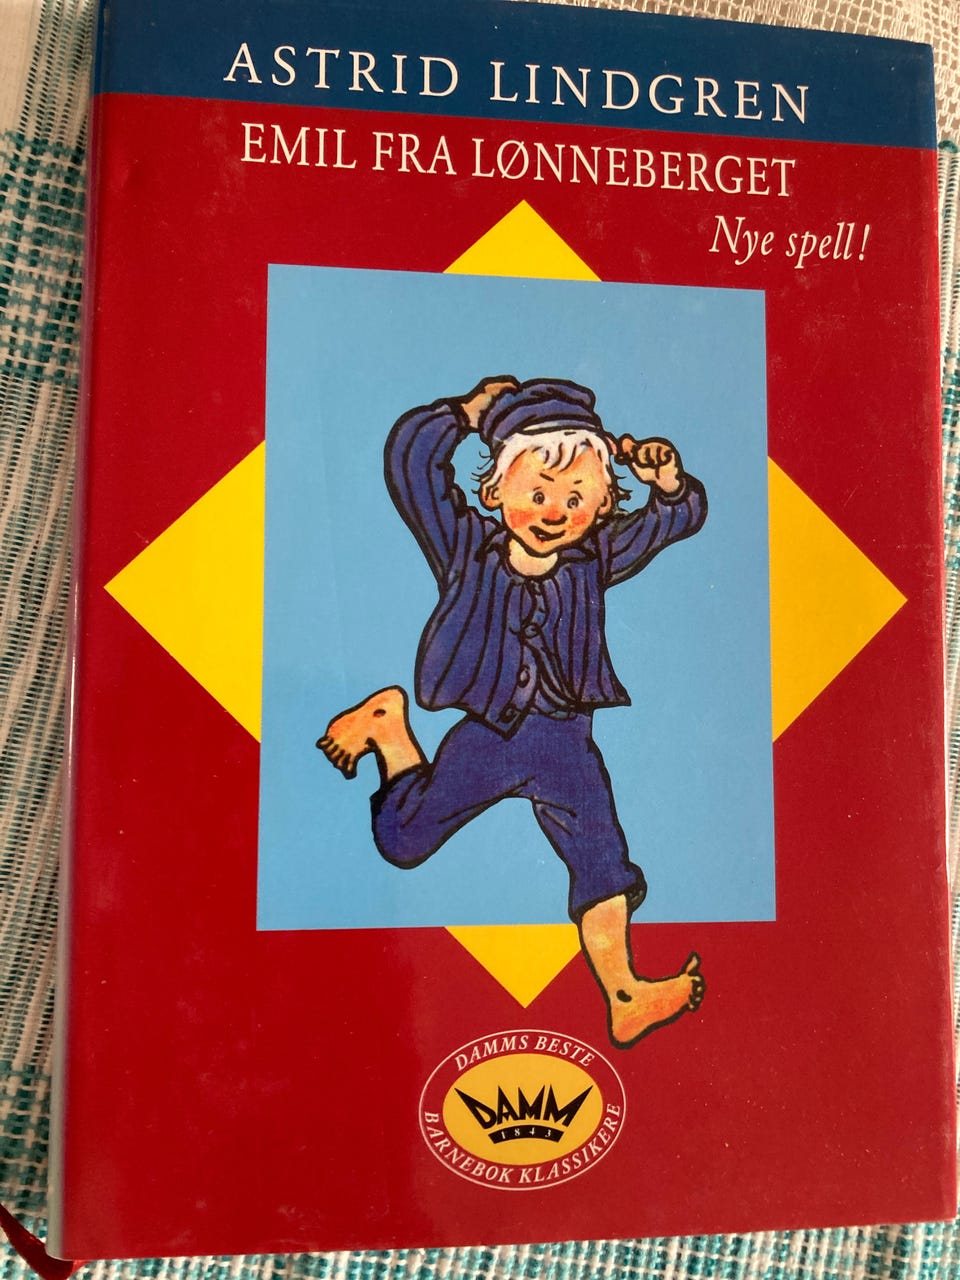 ASTRID LINDGREN
EMIL FRA LØNNEBERGET
Nye spell!
DAMMS BESTE
DAMM
1843
BARNEBOK KLASSIKERE